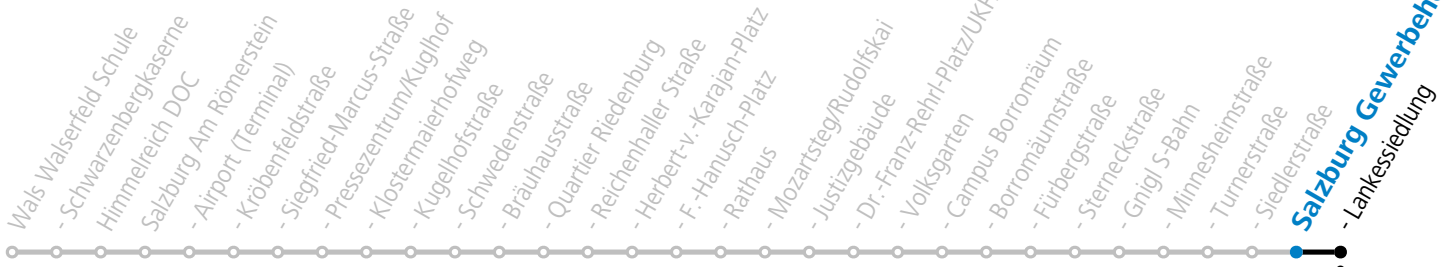 Wals Walserfeld Schule
- Schwarzenbergkaserne
Himmelreich DOC
Salzburg Am Römerstein
- Airport (Terminal)
- Kröbenfeldstraße
- Siegfried-Marcus-Straße
- Pressezentrum/Kuglhof
- Klostermaierhofweg
- Kugelhofstraße
- Schwedenstraße
- Bräuhausstraße
- Quartier Riedenburg
- Reichenhaller Straße
- Herbert-v.-Karajan-Platz
- F.-Hanusch-Platz
- Rathaus
- Mozartsteg/Rudolfskai
- Justizgebäude
- Dr.-Franz-Rehrl-Platz/UKH
- Volksgarten
- Campus Borromäum
- Borromäumstraße
- Fürbergstraße
- Sterneckstraße
- Gnigl S-Bahn
- Minnesheimstraße
- Turnerstraße
- Siedlerstraße
Salzburg
- Lankessiedlung